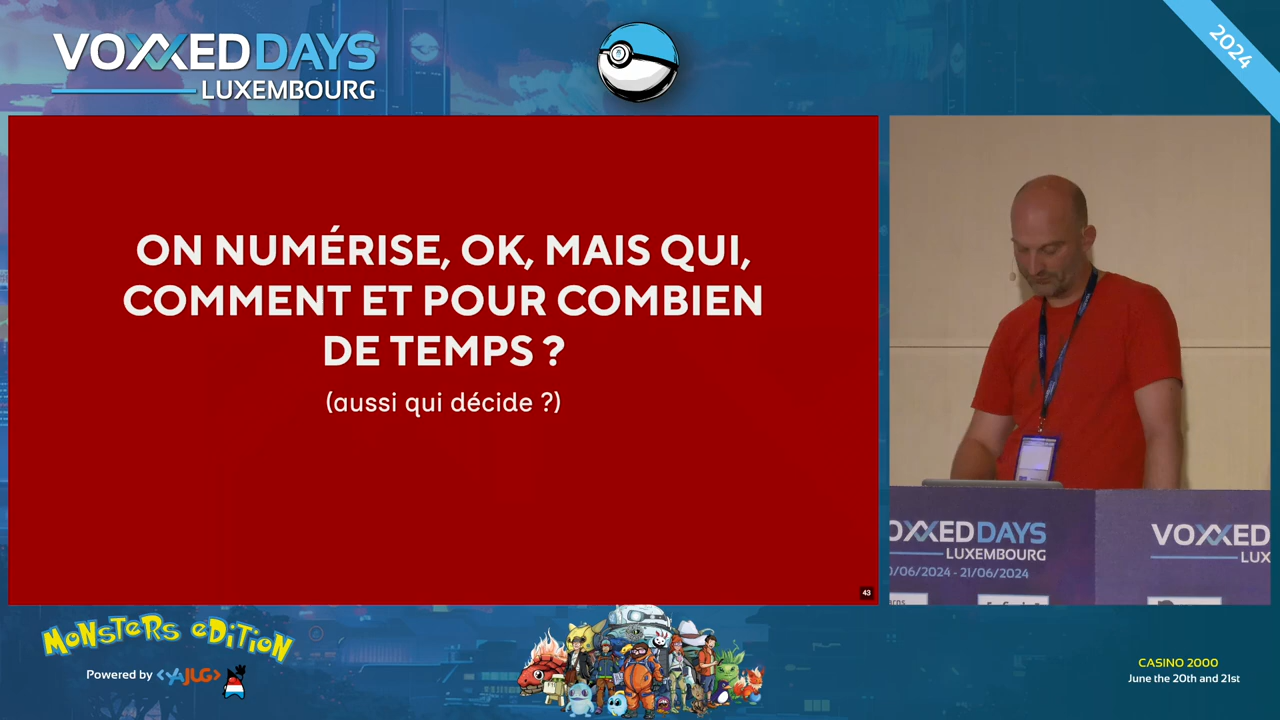 VOXXEDDAYS
LUXEMBOURG
2024
ON NUMÉRISE, OK, MAIS QUI,
COMMENT ET POUR COMBIEN
DE TEMPS ?
(aussi qui décide ?)
43
OXXEDDAYS
LUXEMBOURG
0/06/2024 - 21/06/2024
VOXXED
LUX
MONSTERS EDITION
Powered by <YAJUG>
CASINO 2000
June the 20th and 21st